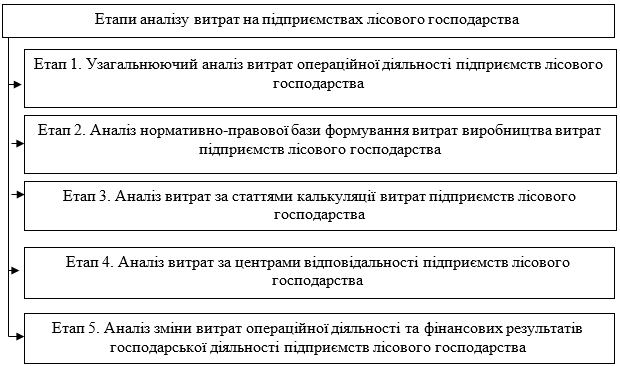 Етапи аналізу витрат на підприємствах лісового господарства
Етап 1. Узагальнюючий аналіз витрат операційної діяльності підприємств лісового
господарства
Етап 2. Аналіз нормативно-правової бази формування витрат виробництва витрат
підприємств лісового господарства
Етап 3. Аналіз витрат за статтями калькуляції витрат підприємств лісового
господарства
Етап 4. Аналіз витрат за центрами відповідальності підприємств лісового
господарства
Етап 5. Аналіз зміни витрат операційної діяльності та фінансових результатів
господарської діяльності підприємств лісового господарства